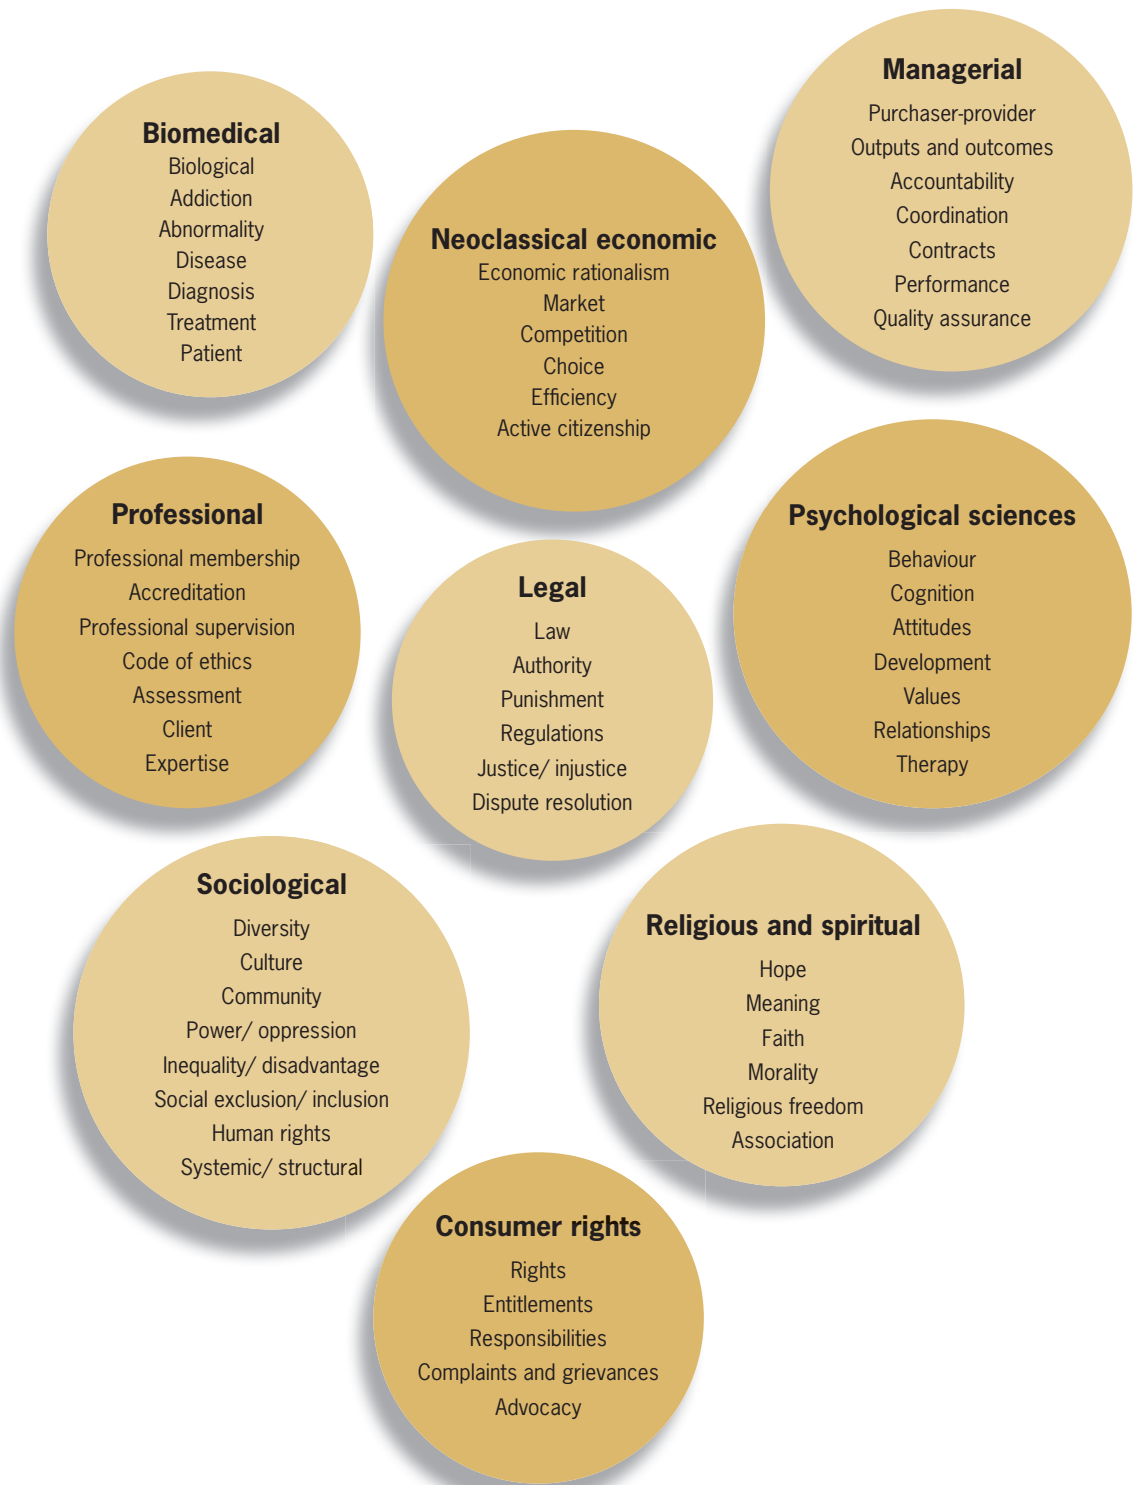 Biomedical
Biological
Addiction
Abnormality
Disease
Diagnosis
Treatment
Patient
Neoclassical economic
Economic rationalism
Market
Competition
Choice
Efficiency
Active citizenship
Managerial
Purchaser-provider
Outputs and outcomes
Accountability
Coordination
Contracts
Performance
Quality assurance
Professional
Professional membership
Accreditation
Professional supervision
Code of ethics
Assessment
Client
Expertise
Legal
Law
Authority
Punishment
Regulations
Justice/ injustice
Dispute resolution
Psychological sciences
Behaviour
Cognition
Attitudes
Development
Values
Relationships
Therapy
Sociological
Diversity
Culture
Community
Power/ oppression
Inequality/ disadvantage
Social exclusion/ inclusion
Human rights
Systemic/ structural
Religious and spiritual
Hope
Meaning
Faith
Morality
Religious freedom
Association
Consumer rights
Rights
Entitlements
Responsibilities
Complaints and grievances
Advocacy